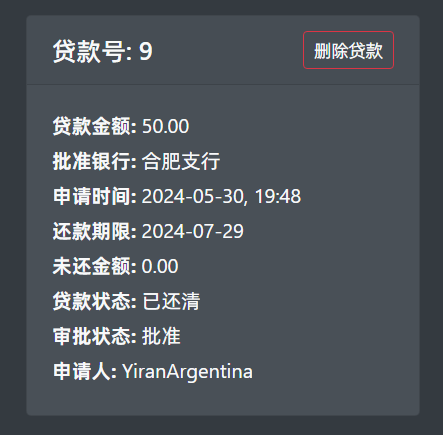 贷款号: 9
删除贷款
贷款金额: 50.00
批准银行: 合肥支行
申请时间: 2024-05-30, 19:48
还款期限: 2024-07-29
未还金额: 0.00
贷款状态: 已还清
审批状态: 批准
申请人: YiranArgentina